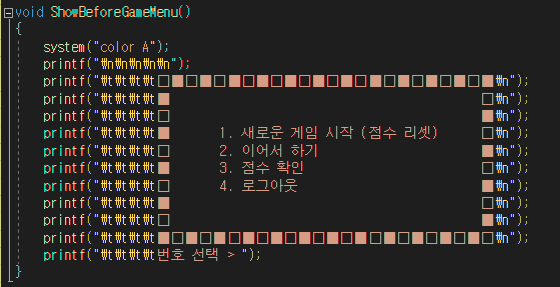 void ShowBeforeGameMenu()
{
system("color A");
printf("₩n₩n₩n₩n₩n");
printf("₩t₩t₩t₩t□■□■□■□■□■□■□■□■□■□■□■□■₩n");
printf("₩t₩t₩t₩t■                                            □₩n");
printf("₩t₩t₩t₩t□                                            ■₩n");
printf("₩t₩t₩t₩t■       1. 새로운 게임 시작 (점수 리셋)      □₩n");
printf("₩t₩t₩t₩t□       2. 이어서 하기                       ■₩n");
printf("₩t₩t₩t₩t■       3. 점수 확인                         □₩n");
printf("₩t₩t₩t₩t□       4. 로그아웃                          ■₩n");
printf("₩t₩t₩t₩t■                                            □₩n");
printf("₩t₩t₩t₩t□                                            ■₩n");
printf("₩t₩t₩t₩t■□■□■□■□■□■□■□■□■□■□■□■□₩n");
printf("₩t₩t₩t₩t번호 선택 > ");
}